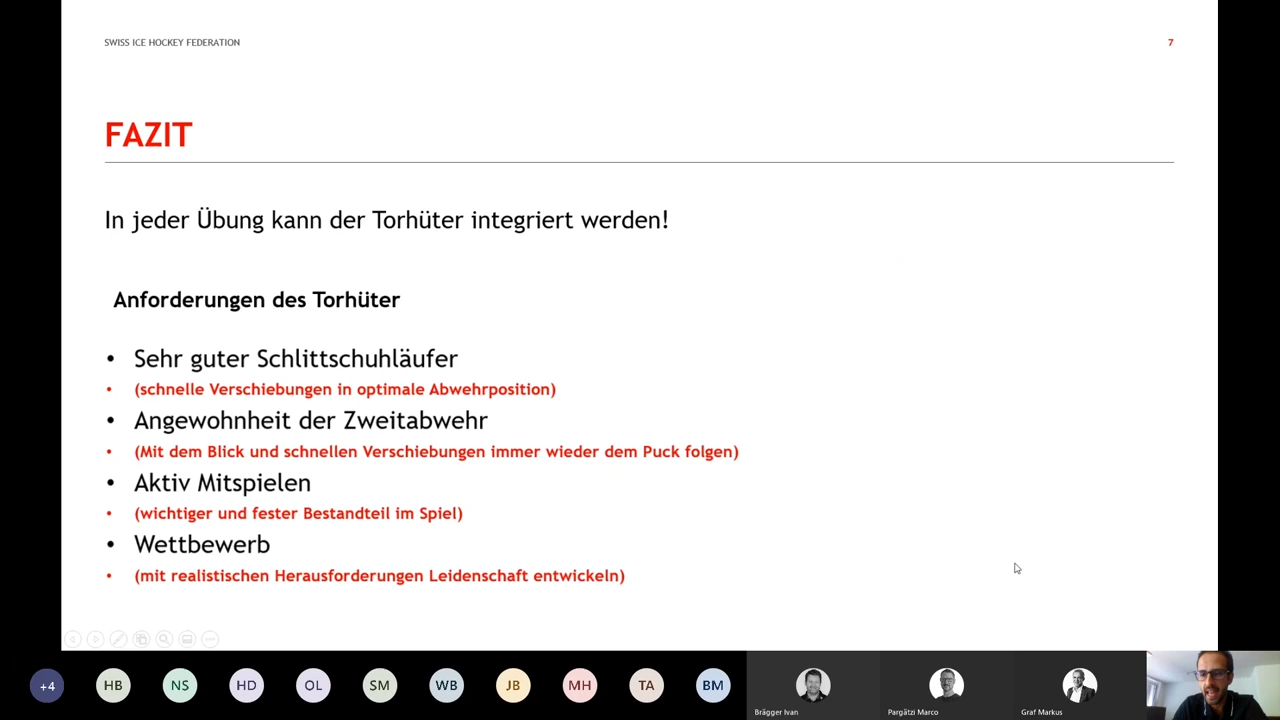 SWISS ICE HOCKEY FEDERATION
7
FAZIT
In jeder Übung kann der Torhüter integriert werden!
Anforderungen des Torhüter
• Sehr guter Schlittschuhläufer
• (schnelle Verschiebungen in optimale Abwehrposition)
• Angewohnheit der Zweitabwehr
• (Mit dem Blick und schnellen Verschiebungen immer wieder dem Puck folgen)
• Aktiv Mitspielen
• (wichtiger und fester Bestandteil im Spiel)
• Wettbewerb
• (mit realistischen Herausforderungen Leidenschaft entwickeln)
+4 HB NS HD OL SM WB JB MH TA BM
Brägger Ivan Pargätzi Marco Graf Markus